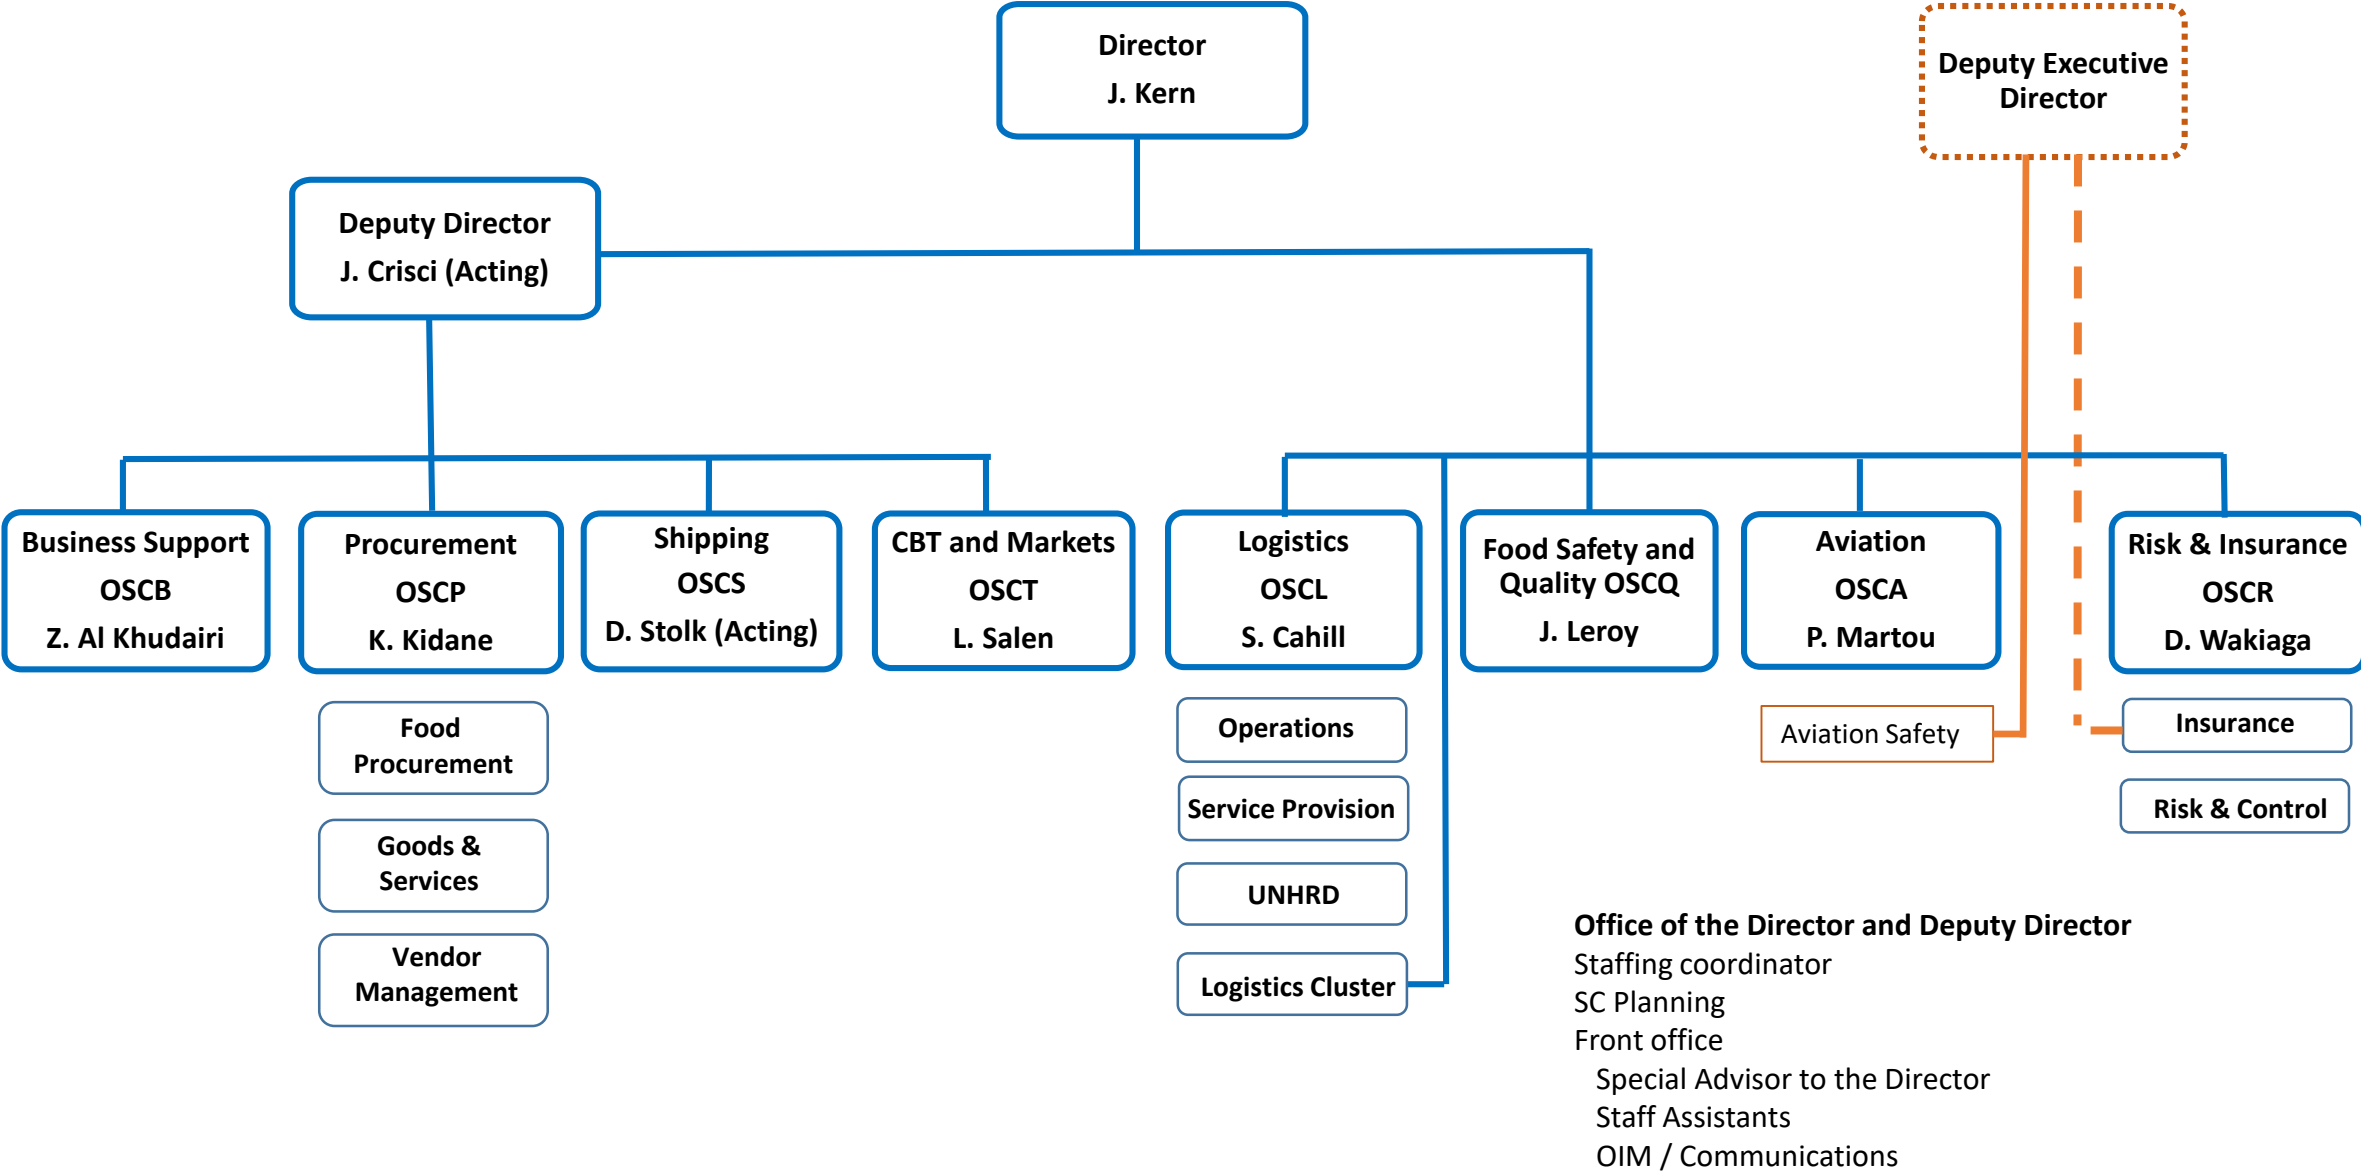 Director
J. Kern
Deputy Executive
Director
Deputy Director
J. Crisci (Acting)
Business Support
OSCB
Z. Al Khudairi
Procurement
OSCP
K. Kidane
Shipping
OSCS
D. Stolk (Acting)
CBT and Markets
OSCT
L. Salen
Logistics
OSCL
S. Cahill
Food Safety and
Quality OSCQ
J. Leroy
Aviation
OSCA
P. Martou
Risk & Insurance
OSCR
D. Wakiaga
Food
Procurement
Goods &
Services
Vendor
Management
Operations
Service Provision
UNHRD
Logistics Cluster
Aviation Safety
Insurance
Risk & Control
Office of the Director and Deputy Director
Staffing coordinator
SC Planning
Front office
Special Advisor to the Director
Staff Assistants
OIM / Communications